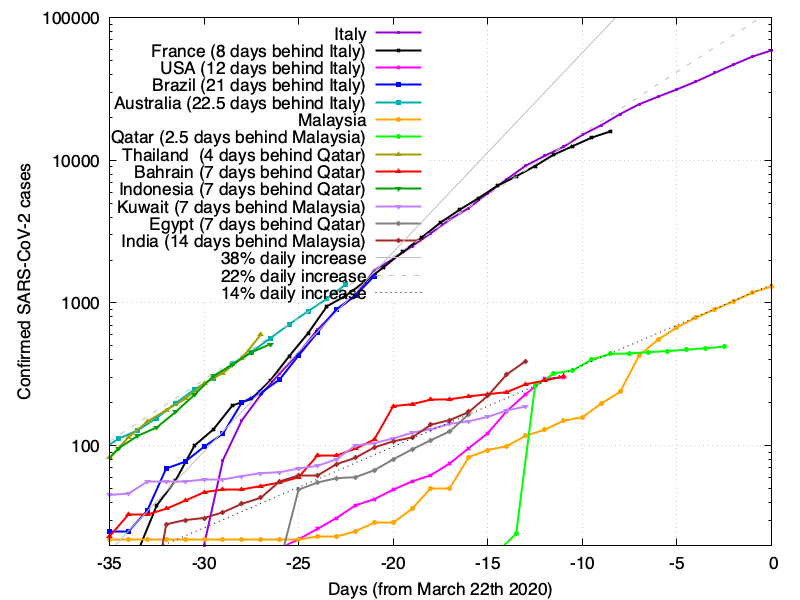 100000
10000
1000
100
Confirmed SARS-CoV-2 cases
Italy
France (8 days behind Italy)
USA (12 days behind Italy)
Brazil (21 days behind Italy)
Australia (22.5 days behind Italy)
Malaysia
Qatar (2.5 days behind Malaysia)
Thailand  (4 days behind Qatar)
Bahrain (7 days behind Qatar)
Indonesia (7 days behind Qatar)
Kuwait (7 days behind Malaysia)
Egypt (7 days behind Qatar)
India (14 days behind Malaysia)
38% daily increase
22% daily increase
14% daily increase
-35 -30 -25 -20 -15 -10 -5 0
Days (from March 22th 2020)